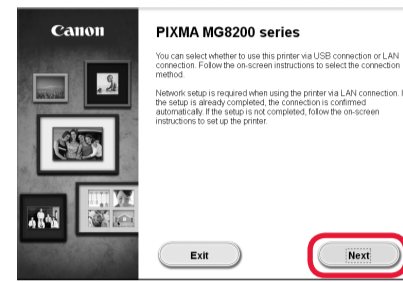 Canon
PIXMA MG8200 series
You can select whether to use this printer via USB connection or LAN
connection. Follow the on-screen instructions to select the connection
method.
Network setup is required when using the printer via LAN connection. I
the setup is already completed, the connection is confirmed
automatically. If the setup is not completed, follow the on-screen
instructions to set up the printer.
Exit
Next